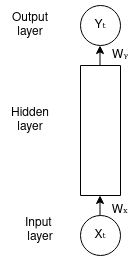 Output
layer
Yt
WY
Hidden
layer
WX
Input
layer
Xt